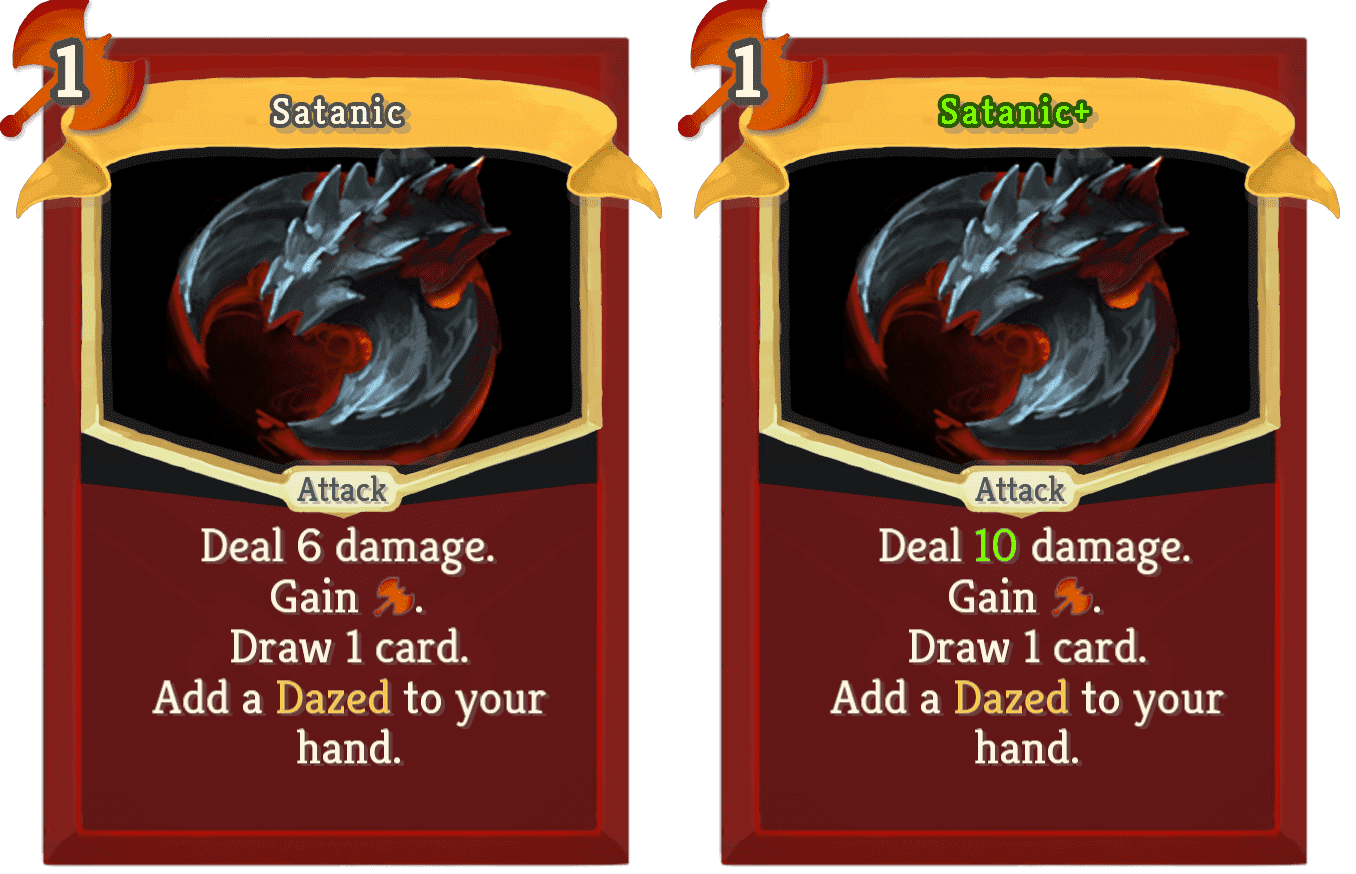 1
Satanic
Attack
Deal 6 damage.
Gain .
Draw 1 card.
Add a Dazed to your
hand.
1
Satanic+
Attack
Deal 10 damage.
Gain .
Draw 1 card.
Add a Dazed to your
hand.